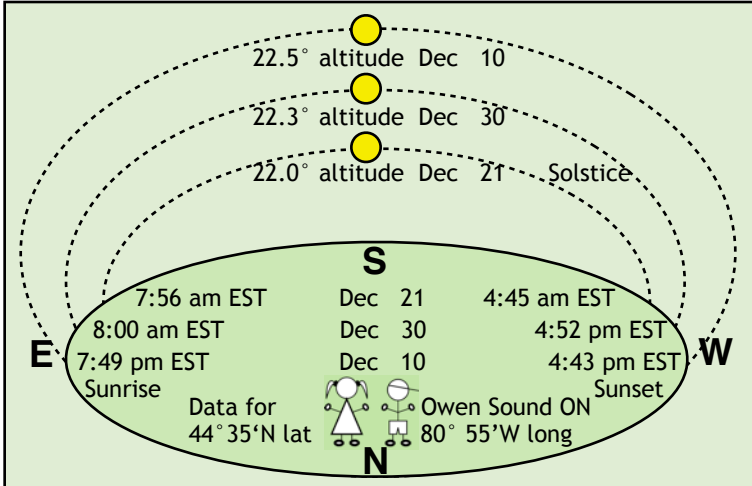 22.5° altitude Dec 10
22.3° altitude Dec 30
22.0° altitude Dec 21 Solstice
S
7:56 am EST Dec 21 4:45 am EST
8:00 am EST Dec 30 4:52 pm EST
E 7:49 pm EST Dec 10 4:43 pm EST W
Sunrise Sunset
Data for Owen Sound ON
44°35‘N lat 80° 55’W long
N